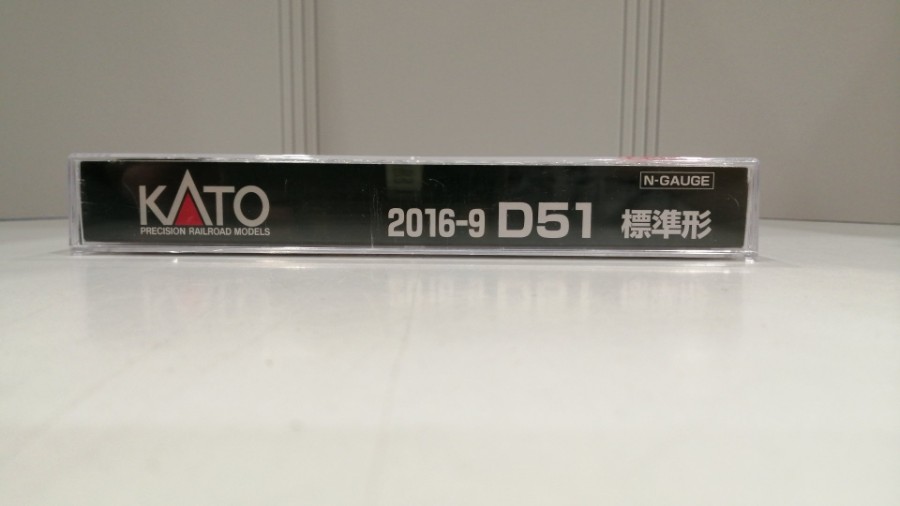 KATO
PRECISION RAILROAD MODELS
N-GAUGE
2016-9 D51 標準形